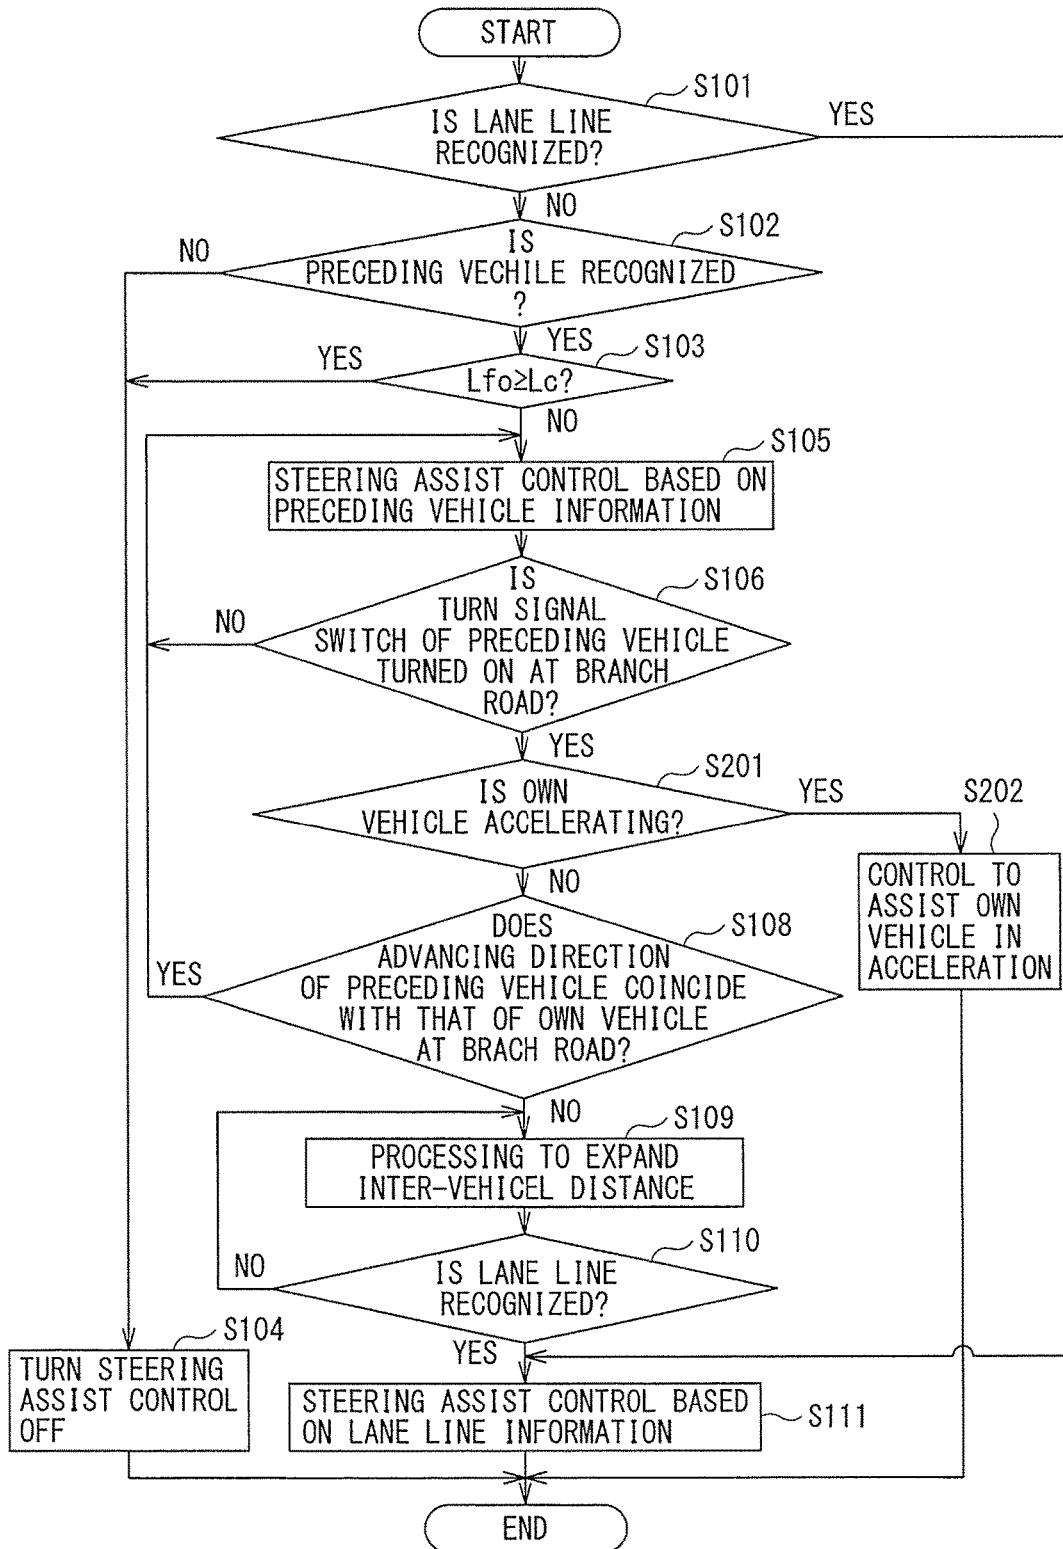 START
S101
IS LANE LINE
RECOGNIZED?
YES
NO
S102
NO
IS
PRECEDING VECHILE RECOGNIZED
?
YES
S103
YES
Lfo≥Lc?
NO
S105
STEERING ASSIST CONTROL BASED ON
PRECEDING VEHICLE INFORMATION
S106
IS
TURN SIGNAL
SWITCH OF PRECEDING VEHICLE
TURNED ON AT BRANCH
ROAD?
NO
YES
S201
IS OWN
VEHICLE ACCELERATING?
YES
S202
CONTROL TO
ASSIST OWN
VEHICLE IN
ACCELERATION
NO
S108
DOES
ADVANCING DIRECTION
OF PRECEDING VEHICLE COINCIDE
WITH THAT OF OWN VEHICLE
AT BRACH ROAD?
YES
NO
S109
PROCESSING TO EXPAND
INTER-VEHICEL DISTANCE
S110
IS LANE LINE
RECOGNIZED?
NO
YES
S104
TURN STEERING
ASSIST CONTROL
OFF
STEERING ASSIST CONTROL BASED
ON LANE LINE INFORMATION
S111
END